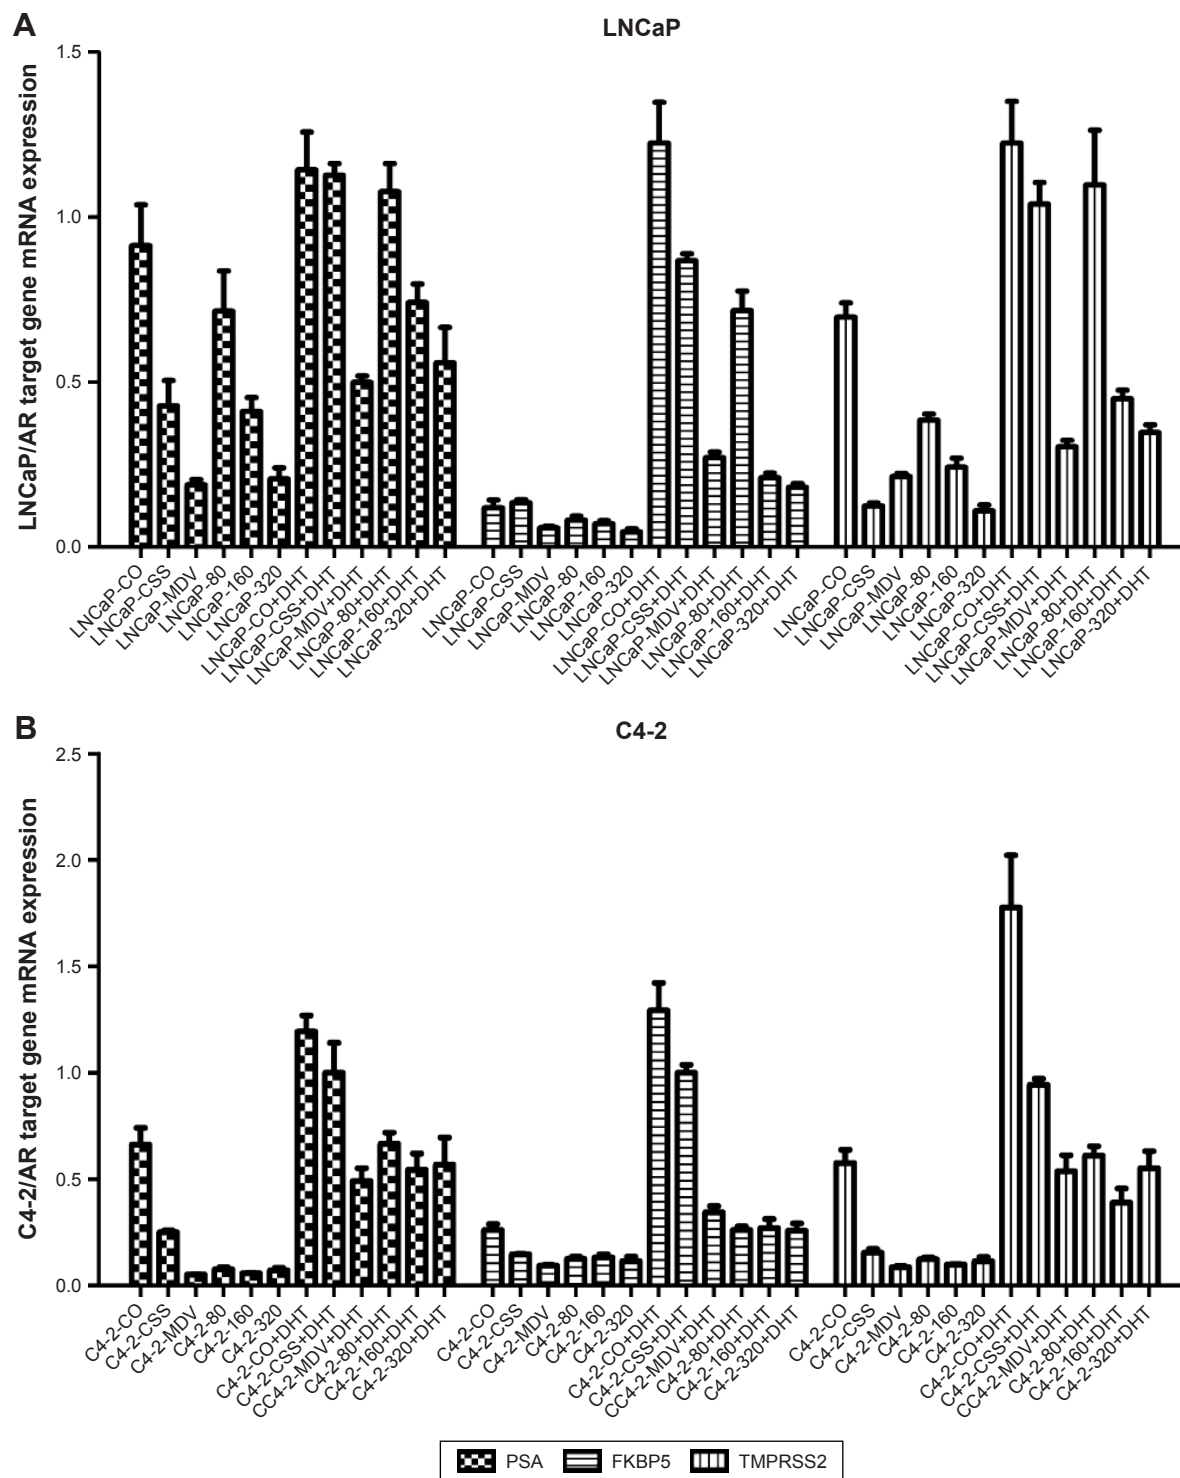 A
LNCaP
LNCaP/AR target gene mRNA expression
1.5
1.0
0.5
0.0
LNCaP-CO
LNCaP-CSS
LNCaP-MDV
LNCaP-80
LNCaP-160
LNCaP-320
LNCaP-CO+DHT
LNCaP-CSS+DHT
LNCaP-MDV+DHT
LNCaP-80+DHT
LNCaP-160+DHT
LNCaP-320+DHT
LNCaP-CO
LNCaP-CSS
LNCaP-MDV
LNCaP-80
LNCaP-160
LNCaP-320
LNCaP-CO+DHT
LNCaP-CSS+DHT
LNCaP-MDV+DHT
LNCaP-80+DHT
LNCaP-160+DHT
LNCaP-320+DHT
LNCaP-CO
LNCaP-CSS
LNCaP-MDV
LNCaP-80
LNCaP-160
LNCaP-320
LNCaP-CO+DHT
LNCaP-CSS+DHT
LNCaP-MDV+DHT
LNCaP-80+DHT
LNCaP-160+DHT
LNCaP-320+DHT
B
C4-2
C4-2/AR target gene mRNA expression
2.5
2.0
1.5
1.0
0.5
0.0
C4-2-CO
C4-2-CSS
C4-2-MDV
C4-2-80
C4-2-160
C4-2-320
C4-2-CO+DHT
C4-2-CSS+DHT
CC4-2-MDV+DHT
C4-2-80+DHT
C4-2-160+DHT
C4-2-320+DHT
C4-2-CO
C4-2-CSS
C4-2-MDV
C4-2-80
C4-2-160
C4-2-320
C4-2-CO+DHT
C4-2-CSS+DHT
CC4-2-MDV+DHT
C4-2-80+DHT
C4-2-160+DHT
C4-2-320+DHT
C4-2-CO
C4-2-CSS
C4-2-MDV
C4-2-80
C4-2-160
C4-2-320
C4-2-CO+DHT
C4-2-CSS+DHT
CC4-2-MDV+DHT
C4-2-80+DHT
C4-2-160+DHT
C4-2-320+DHT
PSA FKBP5 TMPRSS2